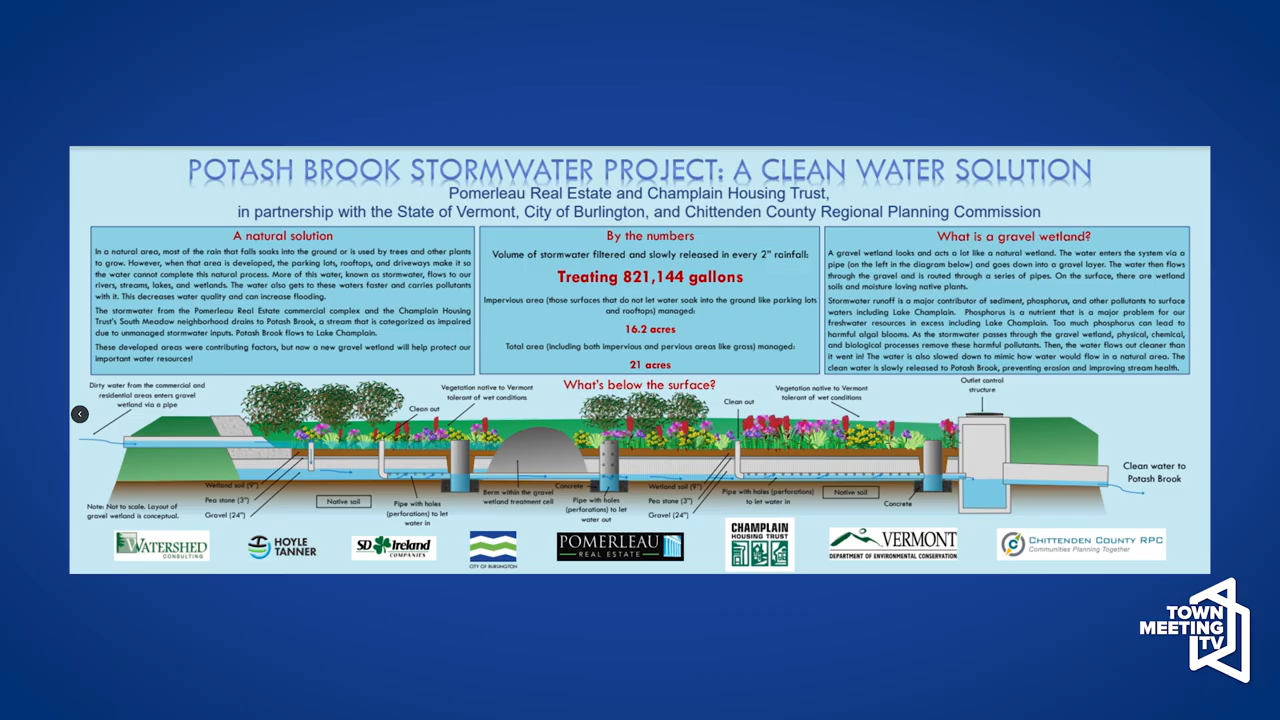 POTASH BROOK STORMWATER PROJECT: A CLEAN WATER SOLUTION
Pomerleau Real Estate and Champlain Housing Trust,
in partnership with the State of Vermont, City of Burlington, and Chittenden County Regional Planning Commission
A natural solution
In a natural area, most of the rain that falls soaks into the ground or is used by trees and other plants
to grow. However, when that area is developed, the parking lots, rooftops, and driveways make it so
the water cannot complete this natural process. More of this water, known as stormwater, flows to our
rivers, streams, lakes, and wetlands. The water also gets to these waters faster and carries pollutants
with it. This decreases water quality and can increase flooding.
The stormwater from the Pomerleau Real Estate commercial complex and the Champlain Housing
Trust's South Meadow neighborhood drains to Potash Brook, a stream that is categorized as impaired
due to unmanaged stormwater inputs. Potash Brook flows to Lake Champlain.
These developed areas were contributing factors, but now a new gravel wetland will help protect our
important water resources!
By the numbers
Volume of stormwater filtered and slowly released in every 2" rainfall:
Treating 821,144 gallons
Impervious area (those surfaces that do not let water soak into the ground like parking lots
and rooftops) managed:
16.2 acres
Total area (including both impervious and pervious areas like grass) managed:
21 acres
What is a gravel wetland?
A gravel wetland looks and acts a lot like a natural wetland. The water enters the system via a
pipe (on the left in the diagram below) and goes down into a gravel layer. The water then flows
through the gravel and is routed through a series of pipes. On the surface, there are wetland
soils and moisture loving native plants.
Stormwater runoff is a major contributor of sediment, phosphorus, and other pollutants to surface
waters including Lake Champlain. Phosphorus is a nutrient that is a major problem for our
freshwater resources in excess including Lake Champlain. Too much phosphorus can lead to
harmful algal blooms. As the stormwater passes through the gravel wetland, physical, chemical,
and biological processes remove these harmful pollutants. Then, the water flows out cleaner than
it went in! The water is also slowed down to mimic how water would flow in a natural area. The
clean water is slowly released to Potash Brook, preventing erosion and improving stream health.
What's below the surface?
Dirty water from the commercial and
residential areas enters gravel
wetland via a pipe
Vegetation native to Vermont
tolerant of wet conditions
Clean out
Clean out
Vegetation native to Vermont
tolerant of wet conditions
Outlet control
structure
Clean water to
Potash Brook
Wetland soil (9")
Pea stone (3")
Gravel (24")
Native soil
Pipe with holes
(perforations) to let
water in
Berm within the gravel
wetland treatment cell
Concrete
Pipe with holes
(perforations) to let
water out
Wetland soil (9")
Pea stone (3")
Gravel (24")
Pipe with holes (perforations)
to let water in
Native soil
Concrete
Note: Not to scale. Layout of
gravel wetland is conceptual.
WATERSHED
CONSULTING
HOYLE
TANNER
SD Ireland
COMPANIES
CITY OF BURLINGTON
POMERLEAU
REAL ESTATE
CHAMPLAIN
HOUSING TRUST
VERMONT
DEPARTMENT OF ENVIRONMENTAL CONSERVATION
CHITTENDEN COUNTY RPC
Communities Planning Together
TOWN
MEETING
TV